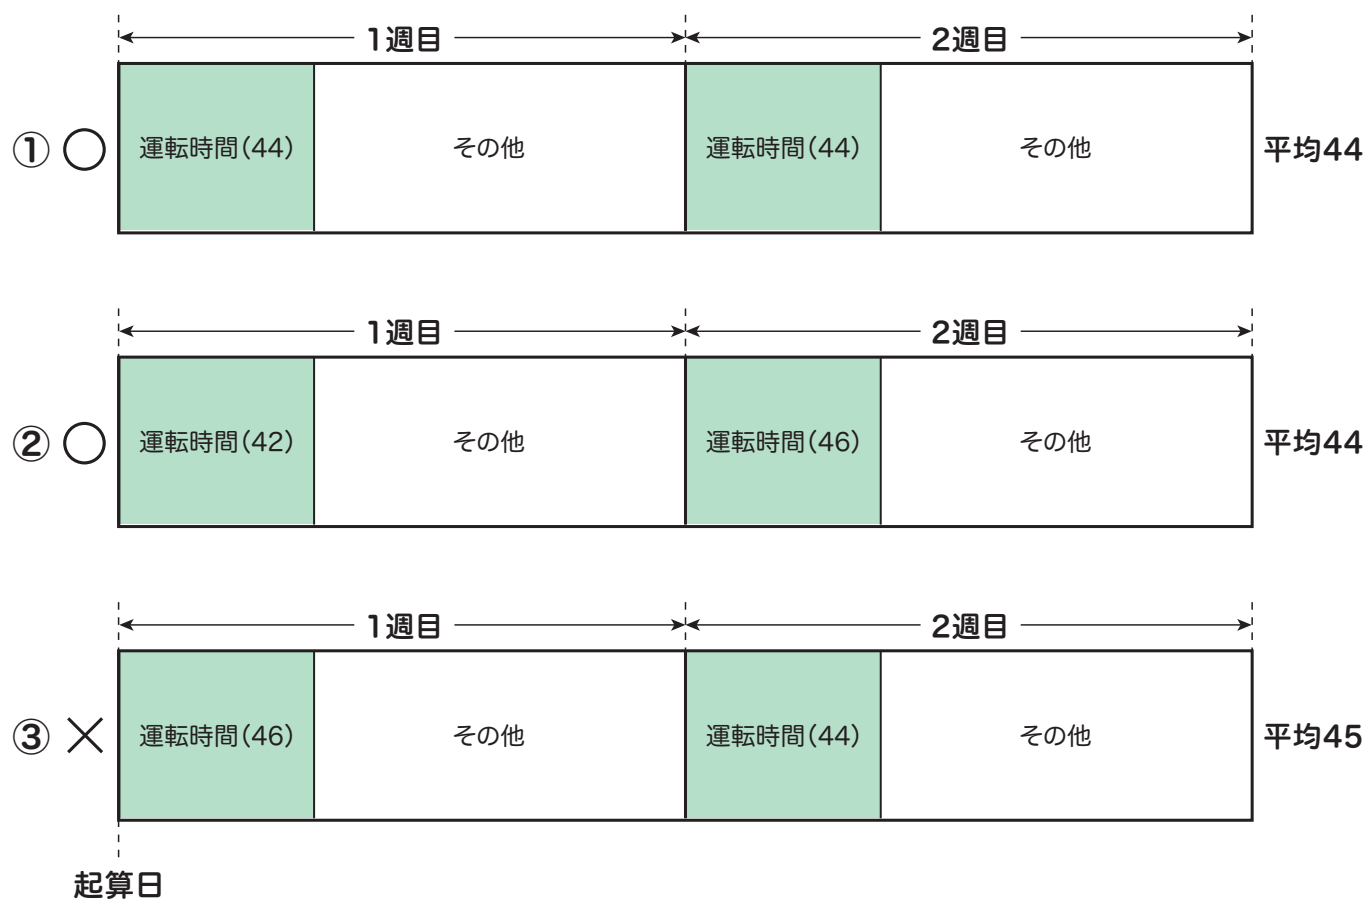 1週目 2週目
① ○ 運転時間(44) その他 運転時間(44) その他 平均44
1週目 2週目
② ○ 運転時間(42) その他 運転時間(46) その他 平均44
1週目 2週目
③ × 運転時間(46) その他 運転時間(44) その他 平均45
起算日